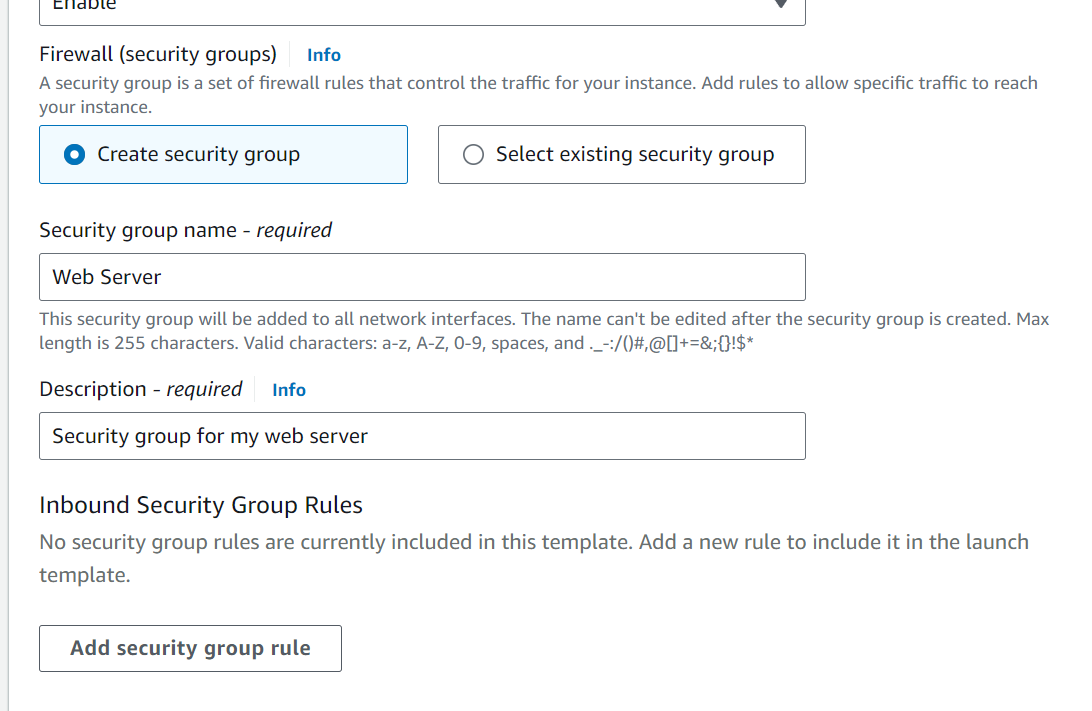 Enable
Firewall (security groups) Info
A security group is a set of firewall rules that control the traffic for your instance. Add rules to allow specific traffic to reach
your instance.
Create security group
Select existing security group
Security group name - required
Web Server
This security group will be added to all network interfaces. The name can't be edited after the security group is created. Max
length is 255 characters. Valid characters: a-z, A-Z, 0-9, spaces, and ._-:/()#,@[]+=&;{}!$*
Description - required Info
Security group for my web server
Inbound Security Group Rules
No security group rules are currently included in this template. Add a new rule to include it in the launch
template.
Add security group rule